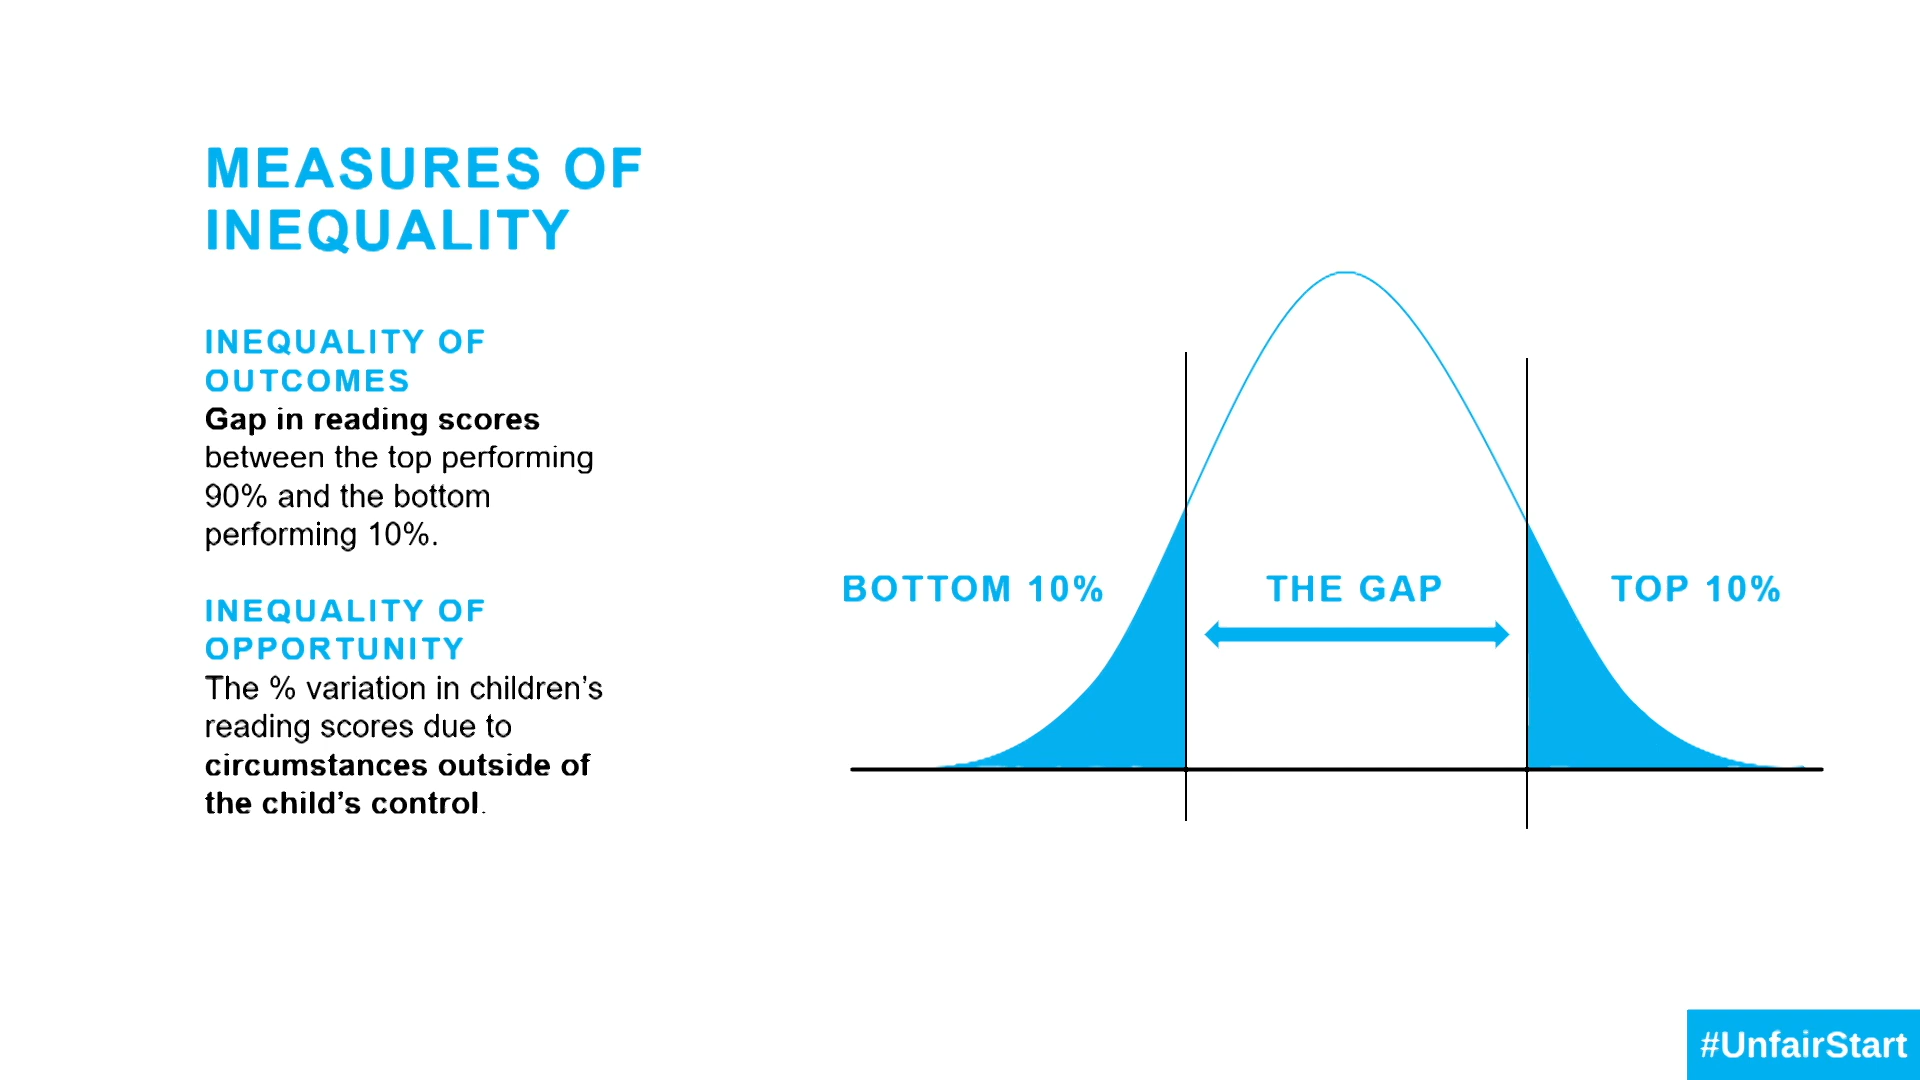 MEASURES OF
INEQUALITY
INEQUALITY OF
OUTCOMES
Gap in reading scores
between the top performing
90% and the bottom
performing 10%.
INEQUALITY OF
OPPORTUNITY
The % variation in children’s
reading scores due to
circumstances outside of
the child’s control.
BOTTOM 10%
THE GAP
TOP 10%
#UnfairStart